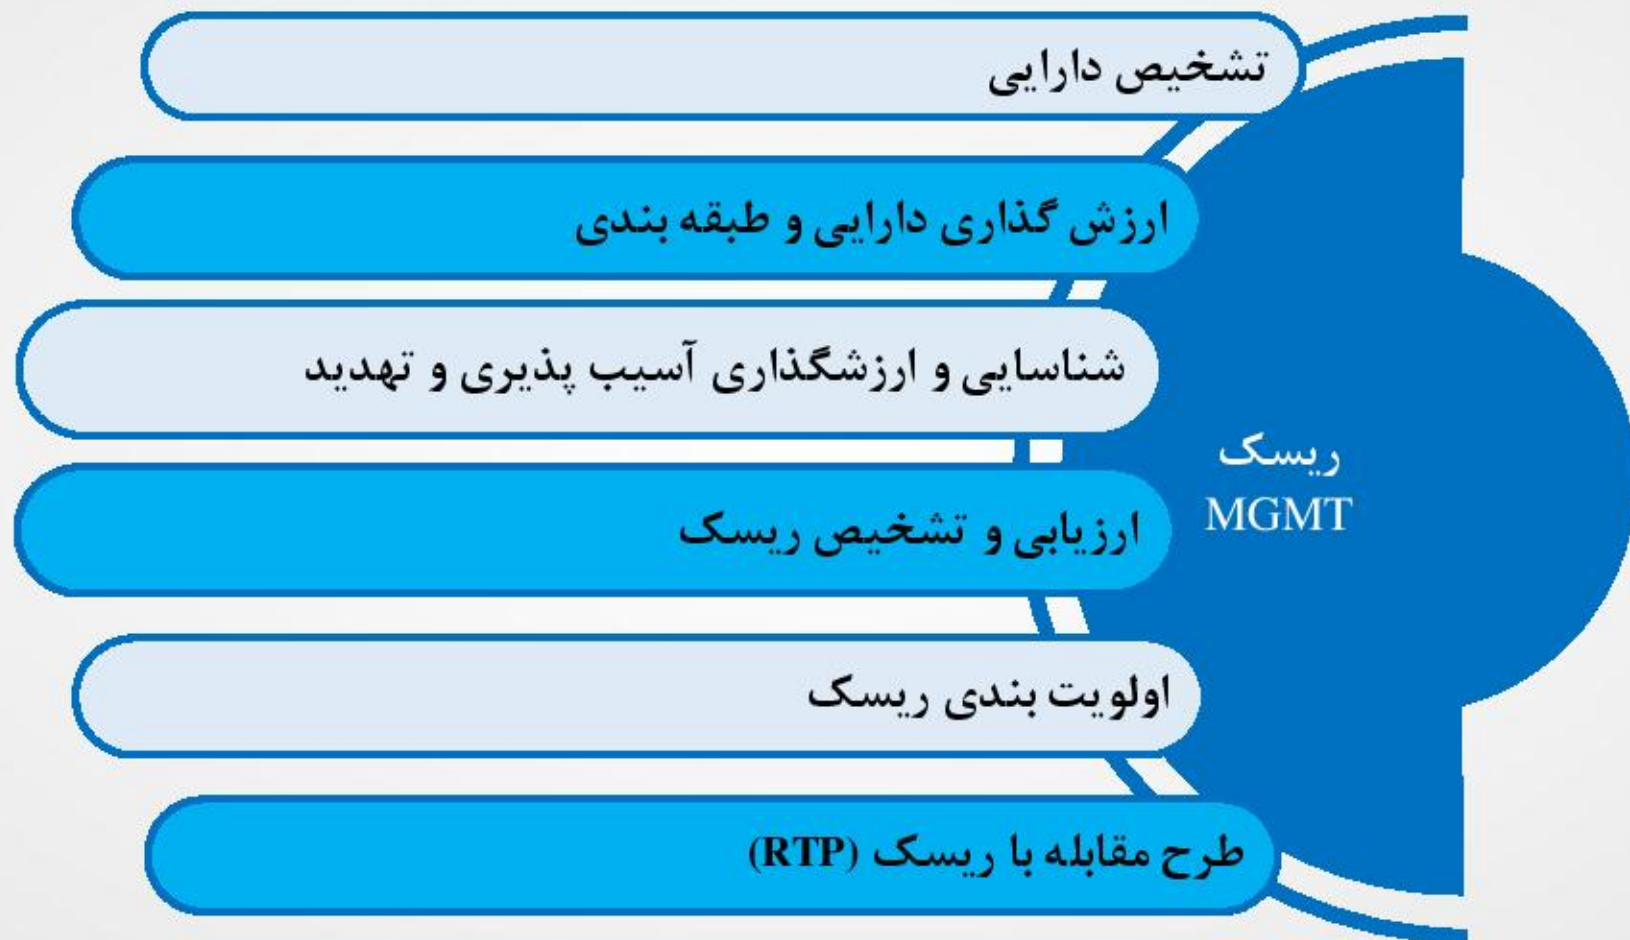 تشخیص دارایی
ارزش گذاری دارایی و طبقه بندی
شناسایی و ارزشگذاری آسیب پذیری و تهدید
ارزیابی و تشخیص ریسک
اولویت بندی ریسک
طرح مقابله با ریسک (RTP)
ریسک
MGMT